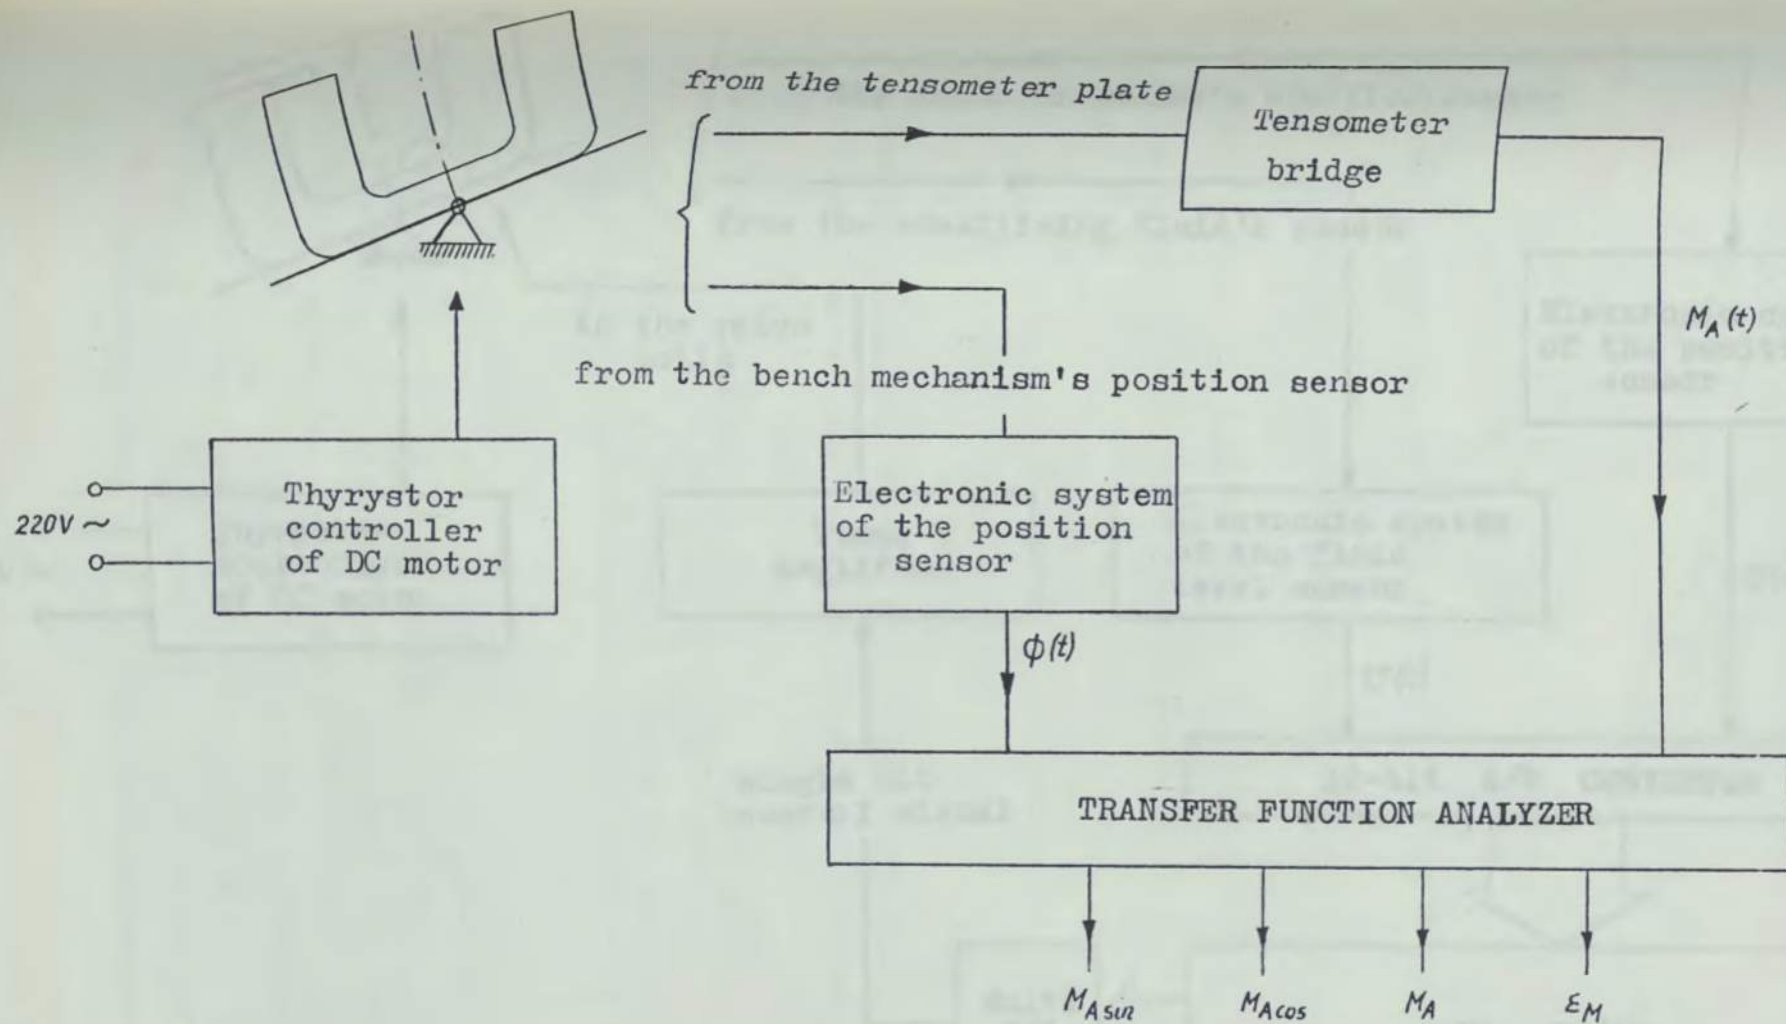 from the tensometer plate
Tensometer
bridge
M_A(t)
from the bench mechanism's position sensor
220V ~
Thyrystor
controller
of DC motor
Electronic system
of the position
sensor
ϕ(t)
TRANSFER FUNCTION ANALYZER
M_A sin
M_A cos
M_A
ε_M